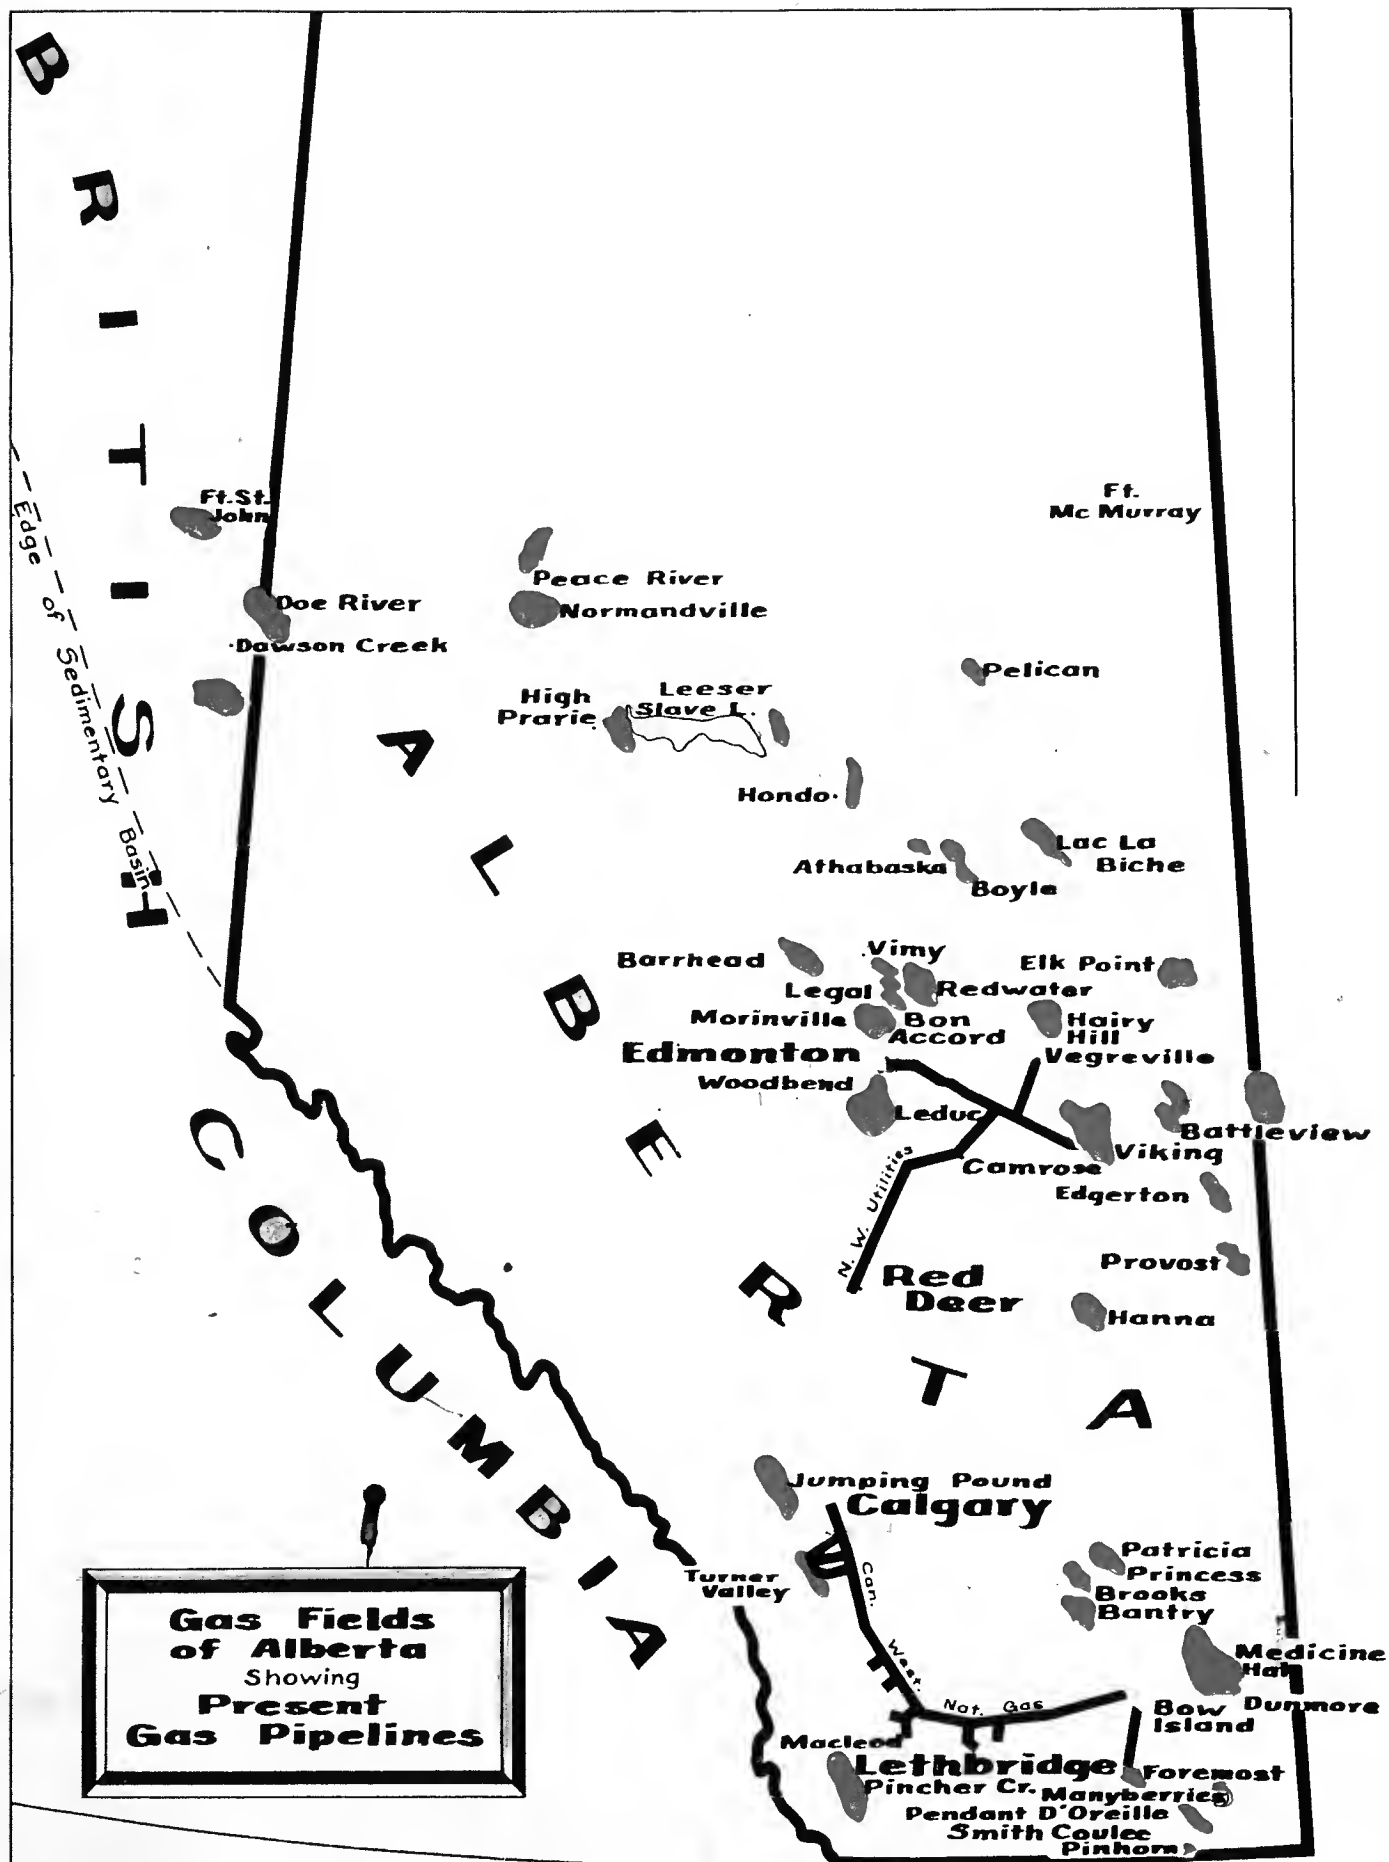 BRITISH
COLUMBIA
ALBERTA
Edge of Sedimentary Basin
Ft. St.
John
Ft.
Mc Murray
Peace River
Doe River
Normandville
Dawson Creek
Pelican
High
Prarie
Leeser
Slave L.
Hondo
Lac La
Biche
Athabaska
Boyle
Barrhead
Vimy
Elk Point
Legal
Redwater
Morinville
Bon
Accord
Hairy
Hill
Edmonton
Vegreville
Woodbend
Leduc
Battleview
Viking
Camrose
Edgerton
N. W. Utilities
Provost
Red
Deer
Hanna
Jumping Pound
Calgary
Turner
Valley
Can. West. Nat. Gas
Patricia
Princess
Brooks
Bantry
Medicine
Hat
Dunmore
Bow
Island
Macleod
Lethbridge
Foremost
Pincher Cr.
Manyberries
Pendant D'Oreille
Smith Coulee
Pinhorn
Gas Fields
of Alberta
Showing
Present
Gas Pipelines